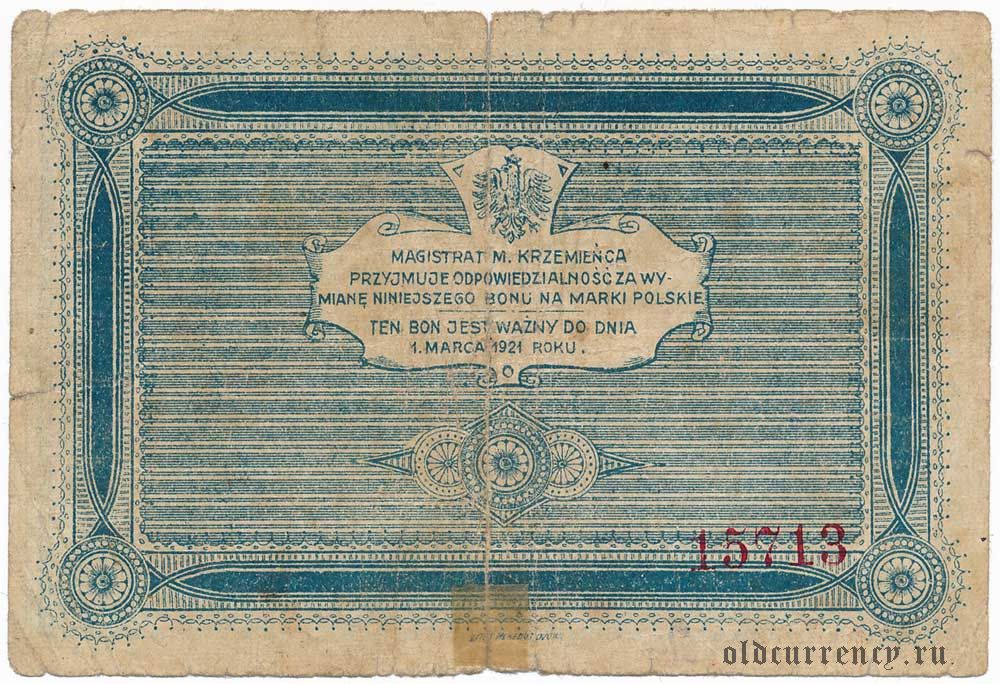 MAGISTRAT M. KRZEMIEŃCA
PRZYJMUJE ODPOWIEDZIALNOŚĆ ZA WY-
MIANĘ NINIEJSZEGO BONU NA MARKI POLSKIE
TEN BON JEST WAŻNY DO DNIA
1. MARCA 1921 ROKU.
15713
oldcurrency.ru